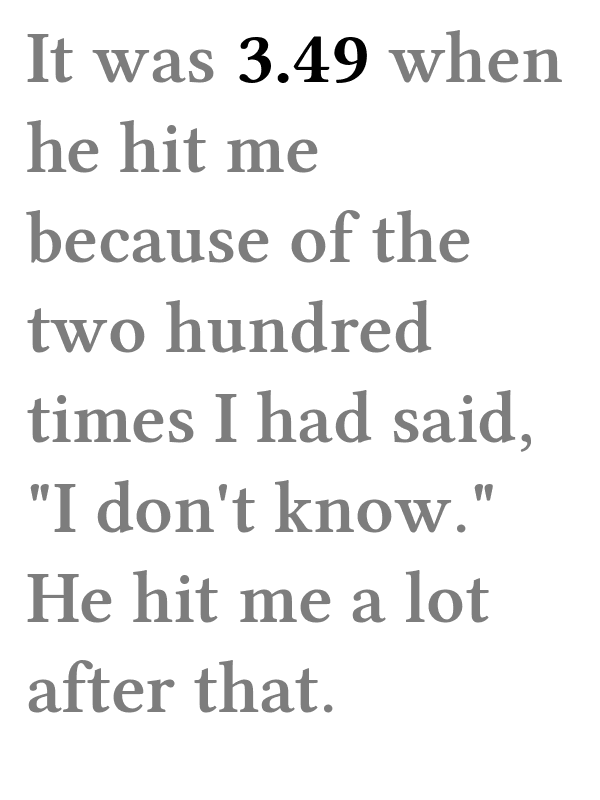 It was 3.49 when
he hit me
because of the
two hundred
times I had said,
"I don't know."
He hit me a lot
after that.